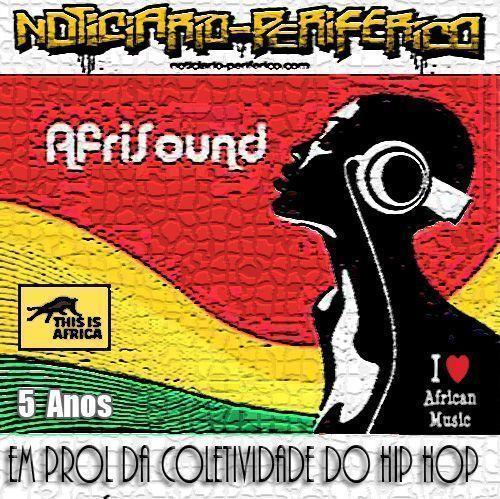 NOTICIARIO-PERIFERICO
noticiario-periferico.com
AfriSound
THIS IS
AFRICA
5 Anos
I ♥
African
Music
EM PROL DA COLETIVIDADE DO HIP HOP